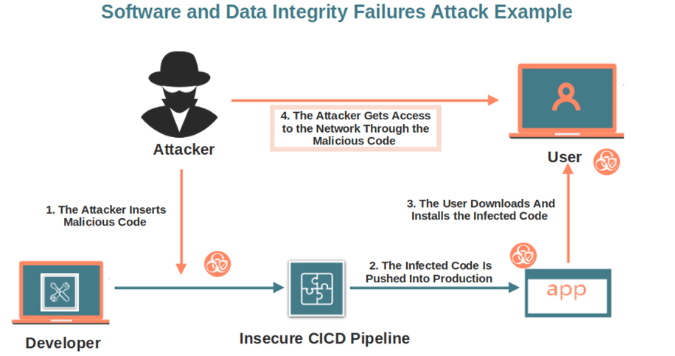 Software and Data Integrity Failures Attack Example
4. The Attacker Gets Access
to the Network Through the
Malicious Code
Attacker
User
1. The Attacker Inserts
Malicious Code
3. The User Downloads And
Installs the Infected Code
2. The Infected Code Is
Pushed Into Production
app
Developer
Insecure CICD Pipeline